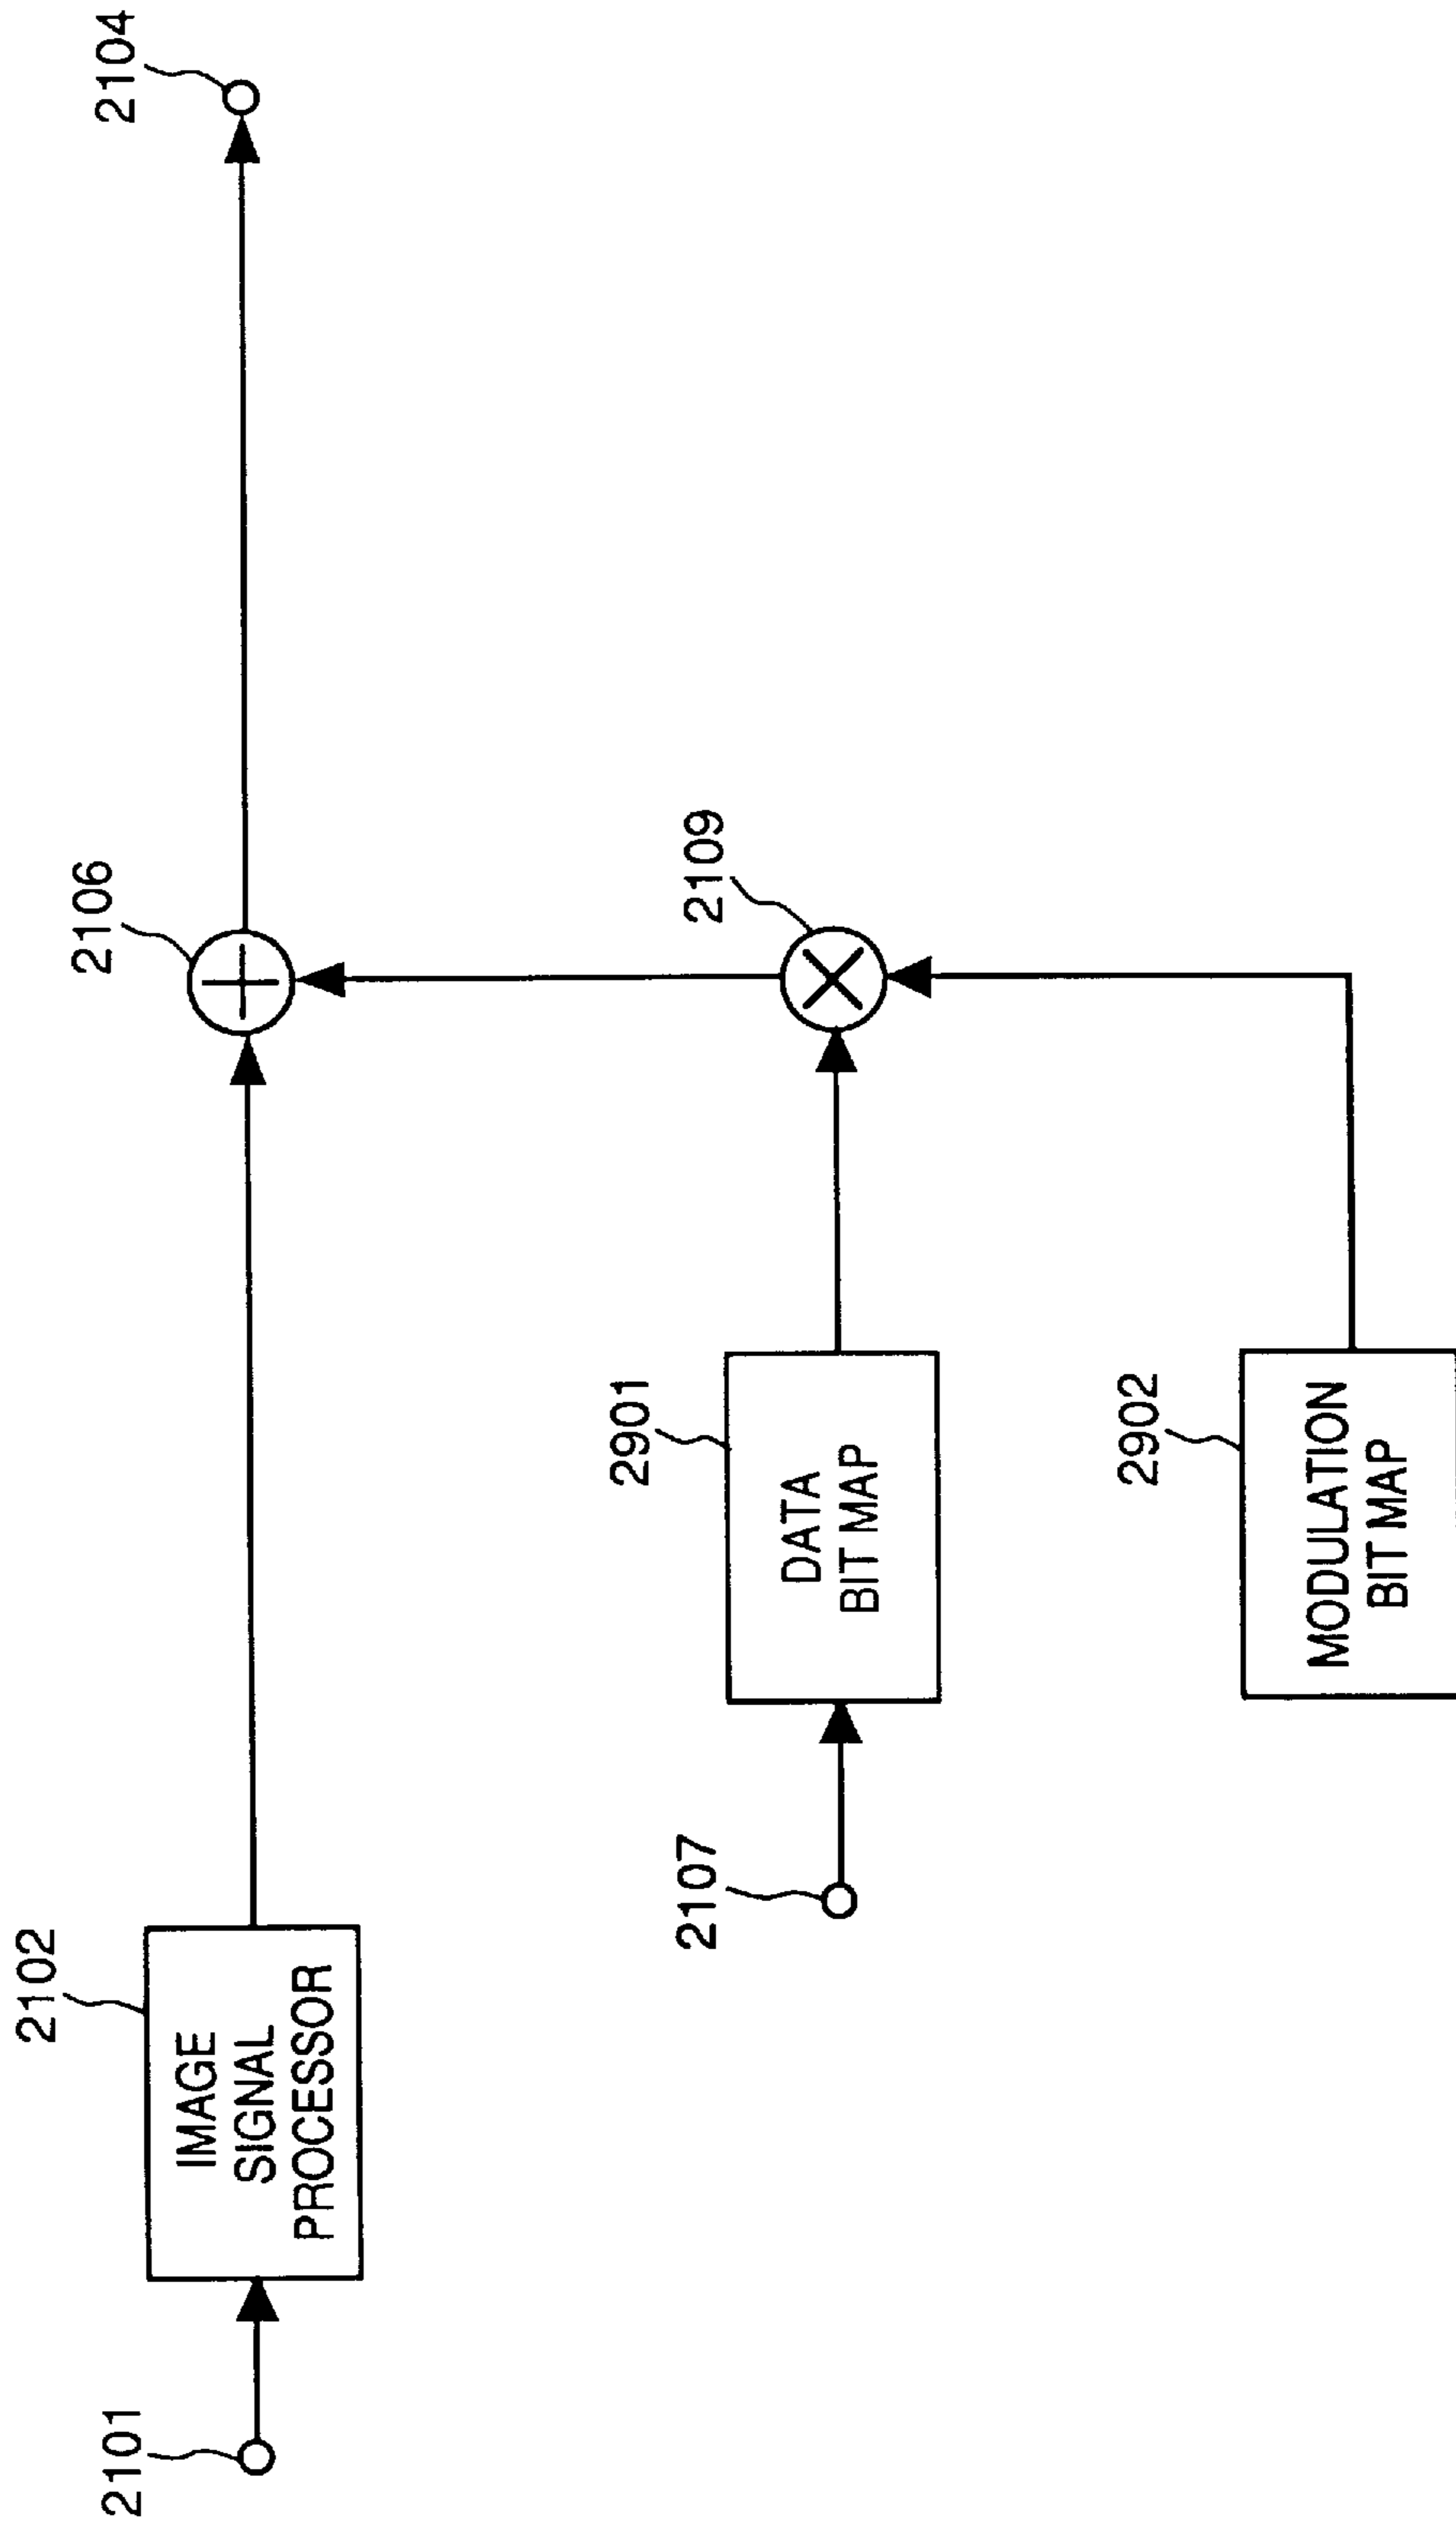 2101
2102
IMAGE
SIGNAL
PROCESSOR
2106
2104
2107
2901
DATA
BIT MAP
2109
2902
MODULATION
BIT MAP